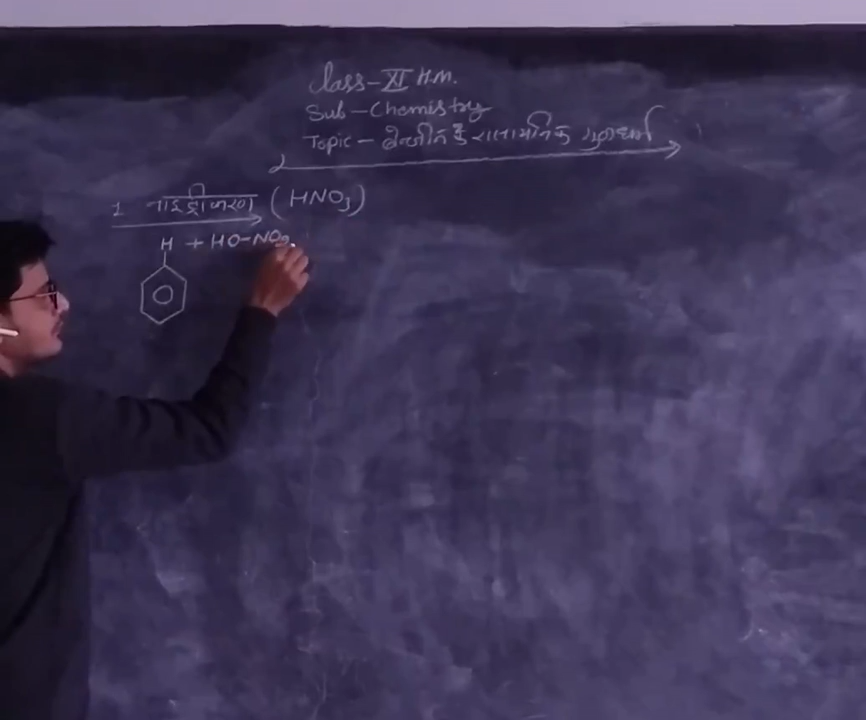 Class-XI H.M.
Sub-Chemistry
Topic - बेन्जीन के रासायनिक गुणधर्म
1 नाइट्रीकरण (HNO3)
H + HO-NO2